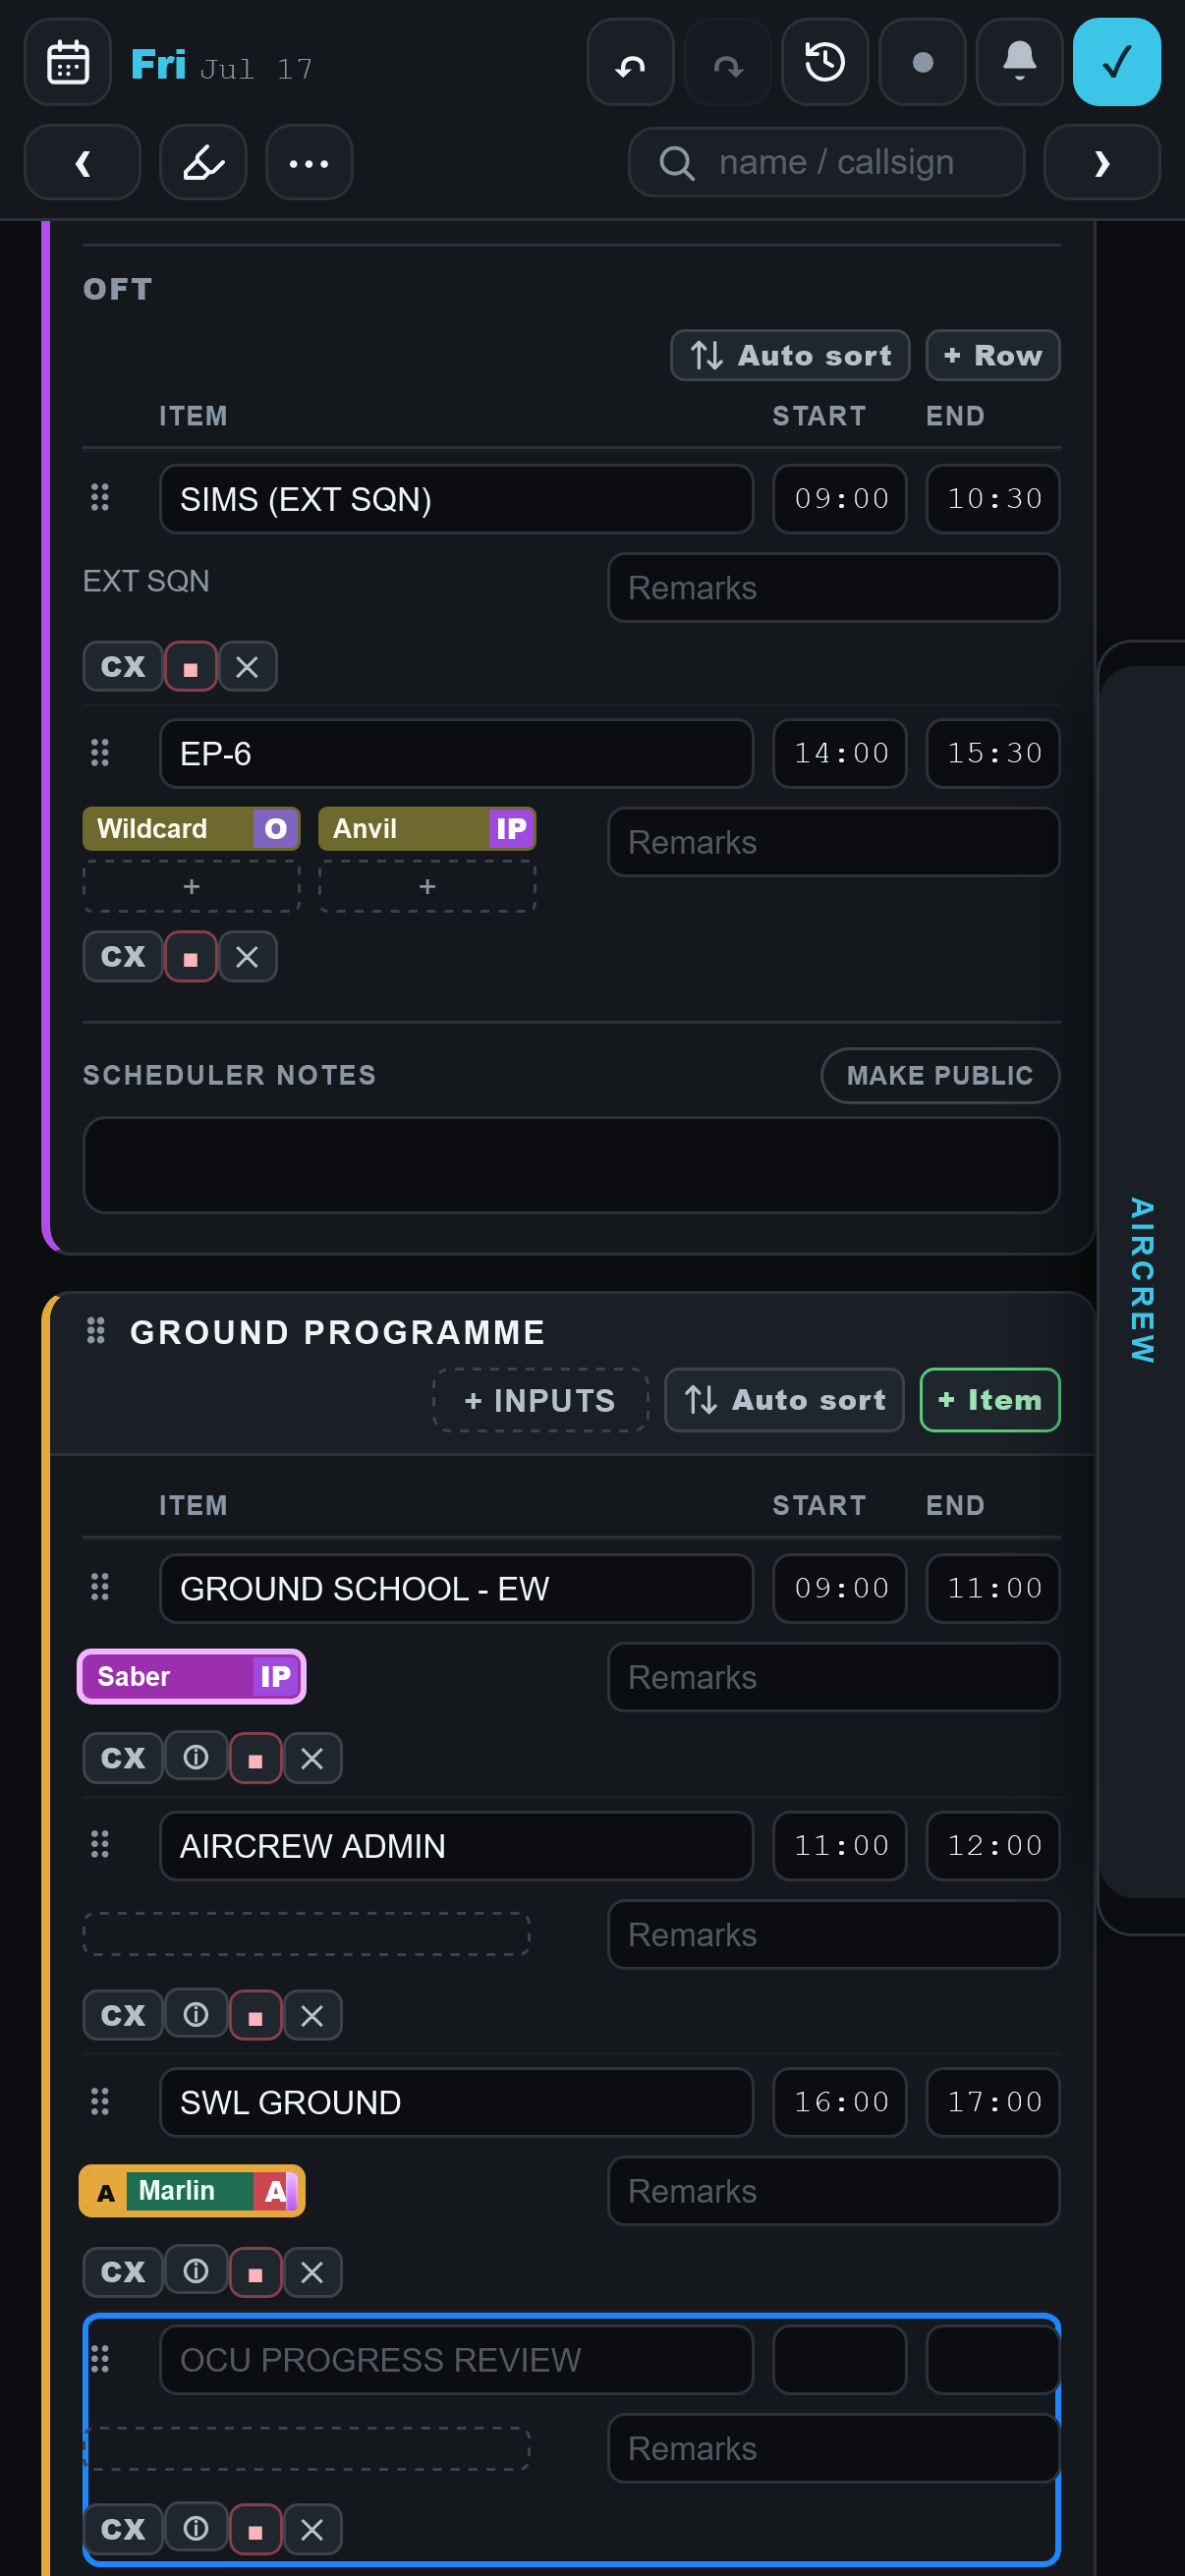 Fri Jul 17
name / callsign
OFT
Auto sort + Row
ITEM START END
SIMS (EXT SQN) 09:00 10:30
EXT SQN Remarks
CX
EP-6 14:00 15:30
Wildcard O Anvil IP Remarks
+ +
CX
SCHEDULER NOTES MAKE PUBLIC
AIRCREW
GROUND PROGRAMME
+ INPUTS Auto sort + Item
ITEM START END
GROUND SCHOOL - EW 09:00 11:00
Saber IP Remarks
CX
AIRCREW ADMIN 11:00 12:00
Remarks
CX
SWL GROUND 16:00 17:00
A Marlin A Remarks
CX
OCU PROGRESS REVIEW
Remarks
CX